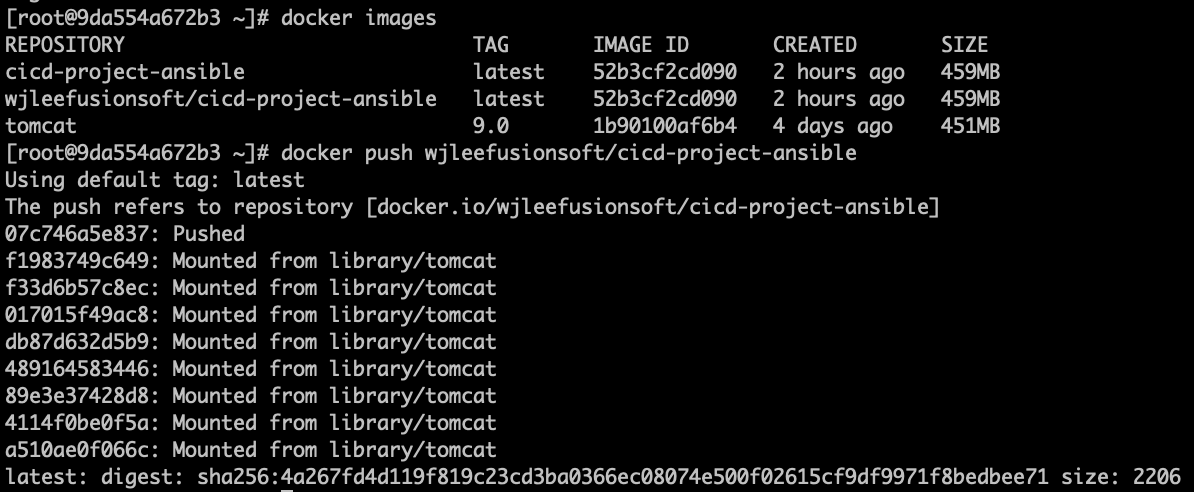 [root@9da554a672b3 ~]# docker images
REPOSITORY TAG IMAGE ID CREATED SIZE
cicd-project-ansible latest 52b3cf2cd090 2 hours ago 459MB
wjleefusionsoft/cicd-project-ansible latest 52b3cf2cd090 2 hours ago 459MB
tomcat 9.0 1b90100af6b4 4 days ago 451MB
[root@9da554a672b3 ~]# docker push wjleefusionsoft/cicd-project-ansible
Using default tag: latest
The push refers to repository [docker.io/wjleefusionsoft/cicd-project-ansible]
07c746a5e837: Pushed
f1983749c649: Mounted from library/tomcat
f33d6b57c8ec: Mounted from library/tomcat
017015f49ac8: Mounted from library/tomcat
db87d632d5b9: Mounted from library/tomcat
489164583446: Mounted from library/tomcat
89e3e37428d8: Mounted from library/tomcat
4114f0be0f5a: Mounted from library/tomcat
a510ae0f066c: Mounted from library/tomcat
latest: digest: sha256:4a267fd4d119f819c23cd3ba0366ec08074e500f02615cf9df9971f8bedbee71 size: 2206